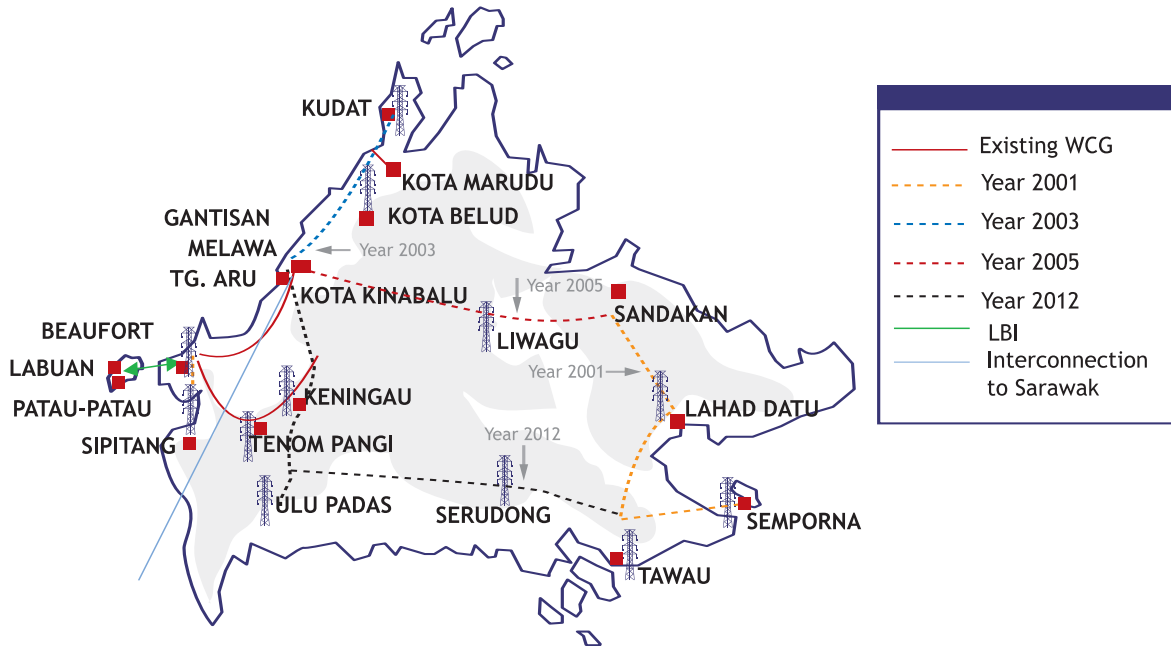 KUDAT
KOTA MARUDU
GANTISAN
KOTA BELUD
MELAWA
Year 2003
TG. ARU
KOTA KINABALU
Year 2005
SANDAKAN
BEAUFORT
LIWAGU
LABUAN
Year 2001
KENINGAU
PATAU-PATAU
LAHAD DATU
SIPITANG
TENOM PANGI
Year 2012
ULU PADAS
SERUDONG
SEMPORNA
TAWAU
Existing WCG
Year 2001
Year 2003
Year 2005
Year 2012
LBI
Interconnection
to Sarawak